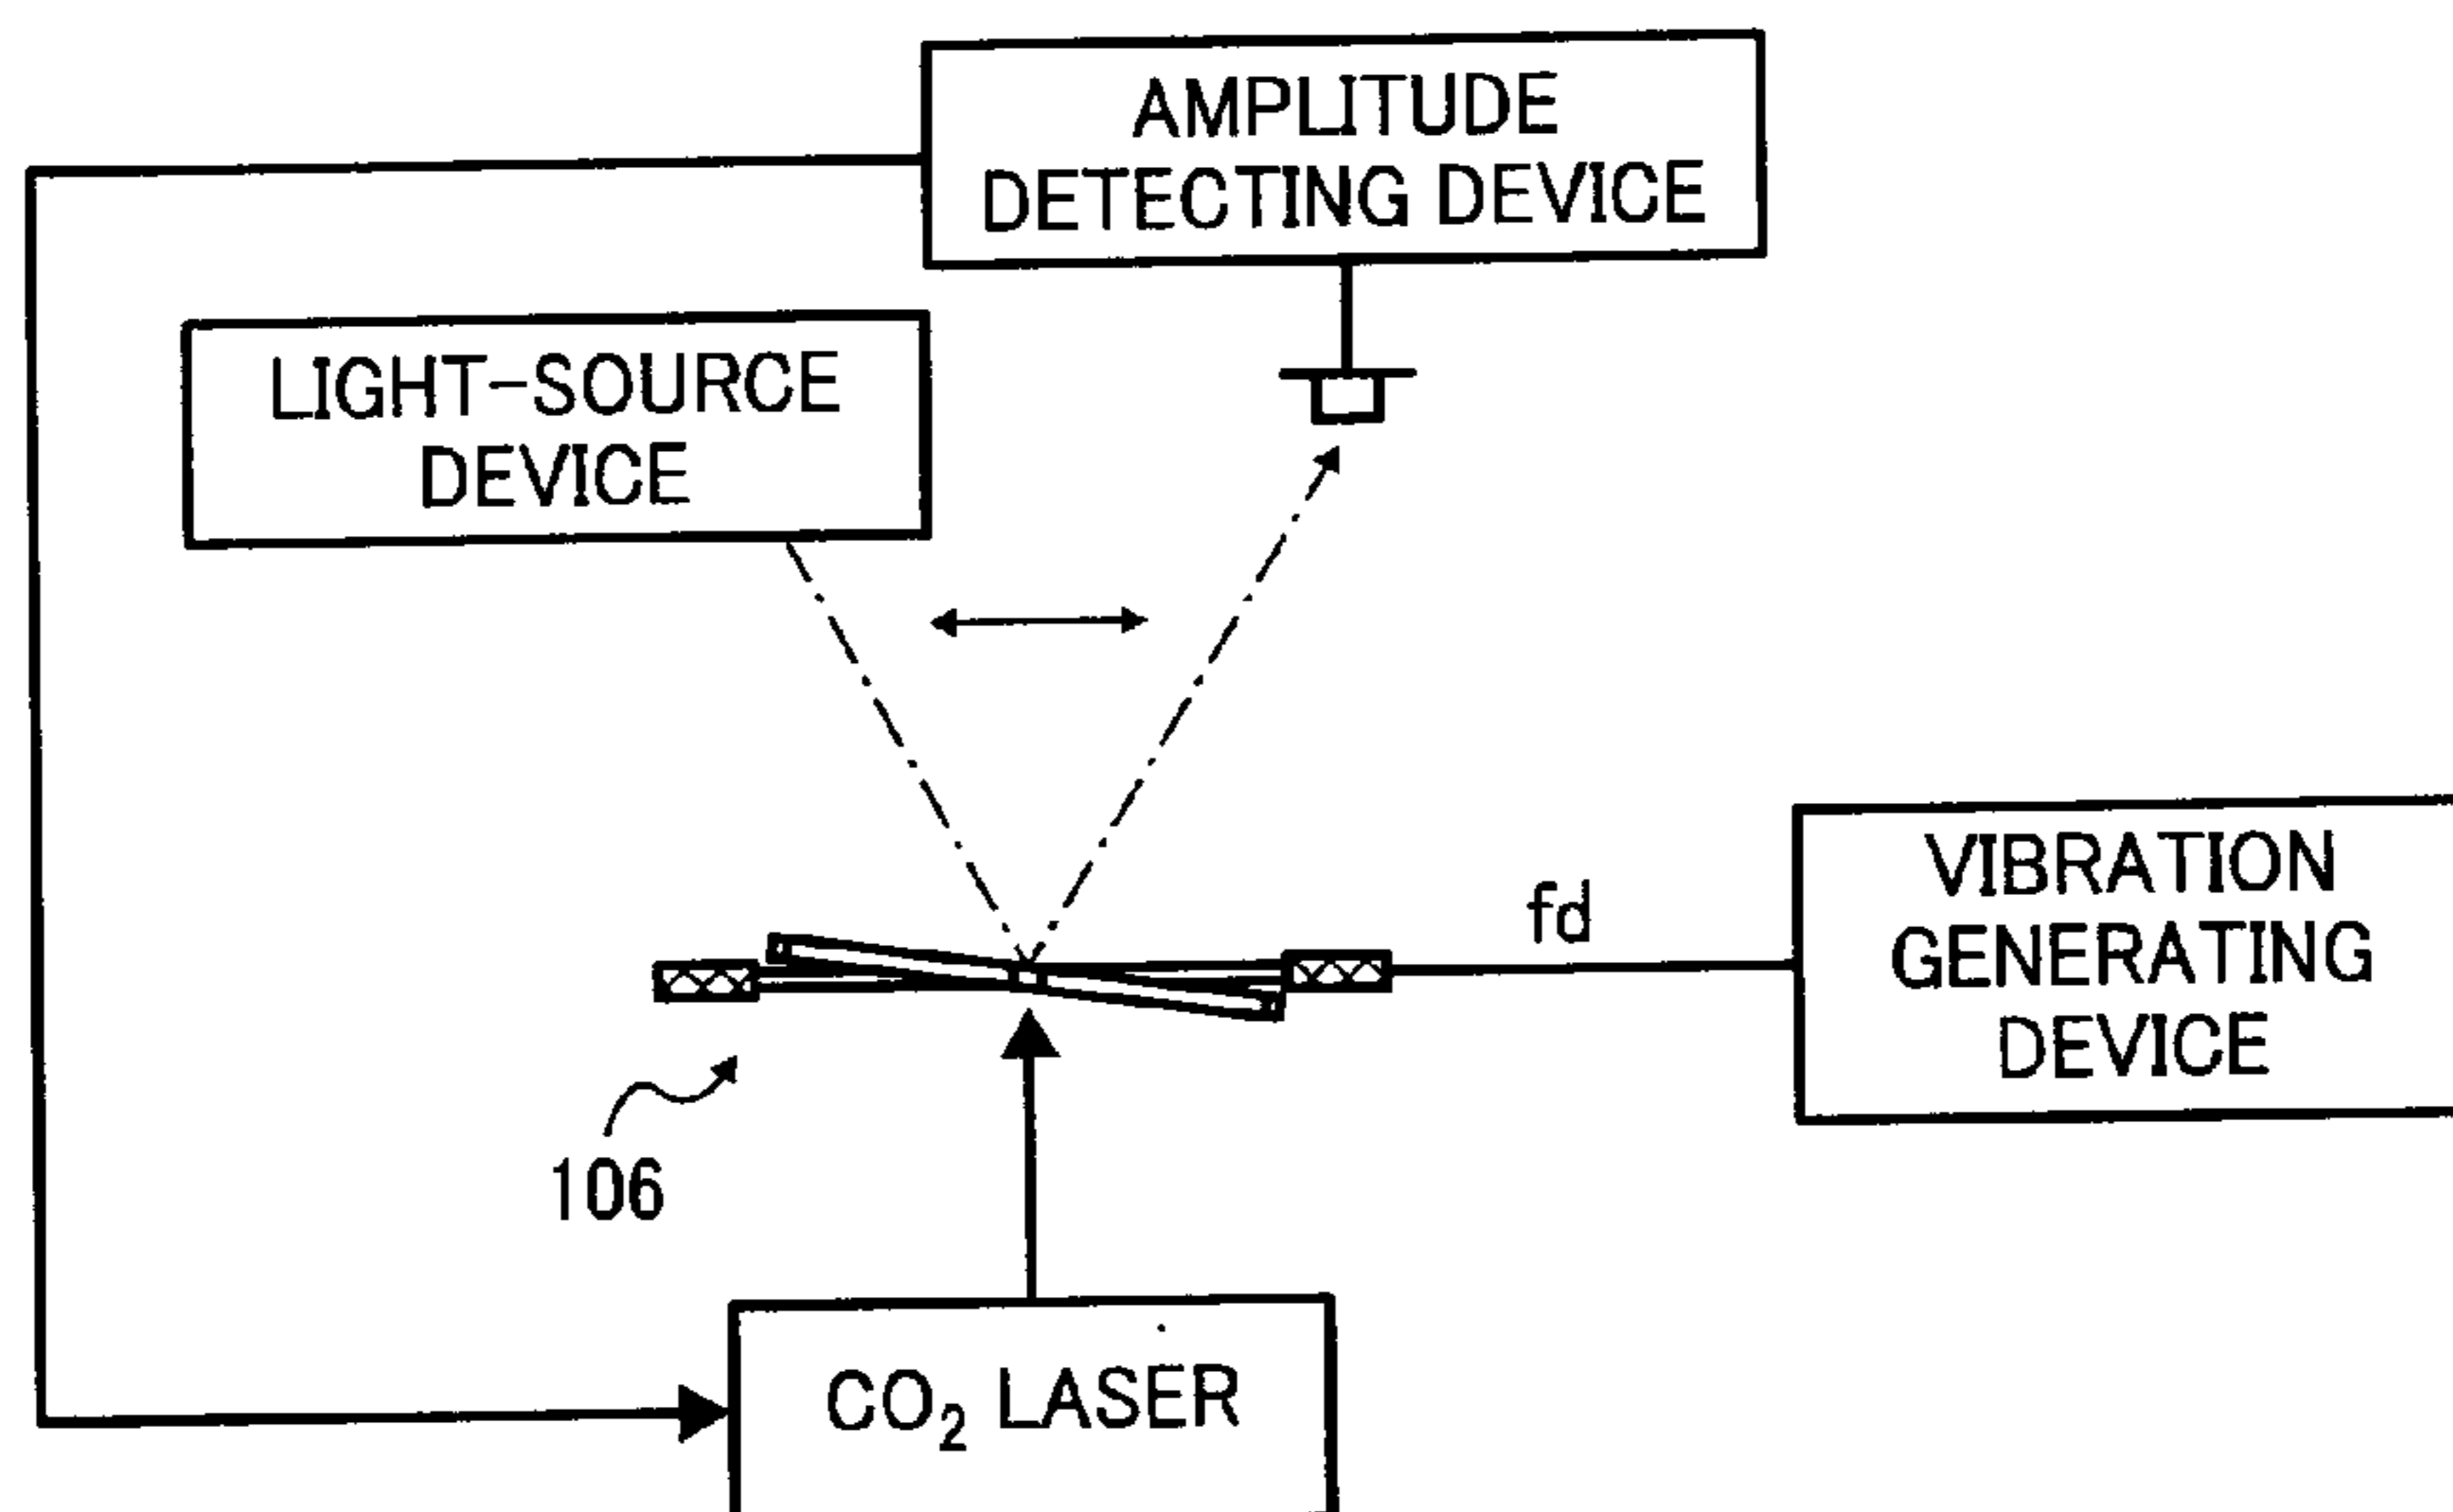 AMPLITUDE
DETECTING DEVICE
LIGHT-SOURCE
DEVICE
fd
VIBRATION
GENERATING
DEVICE
106
CO₂ LASER